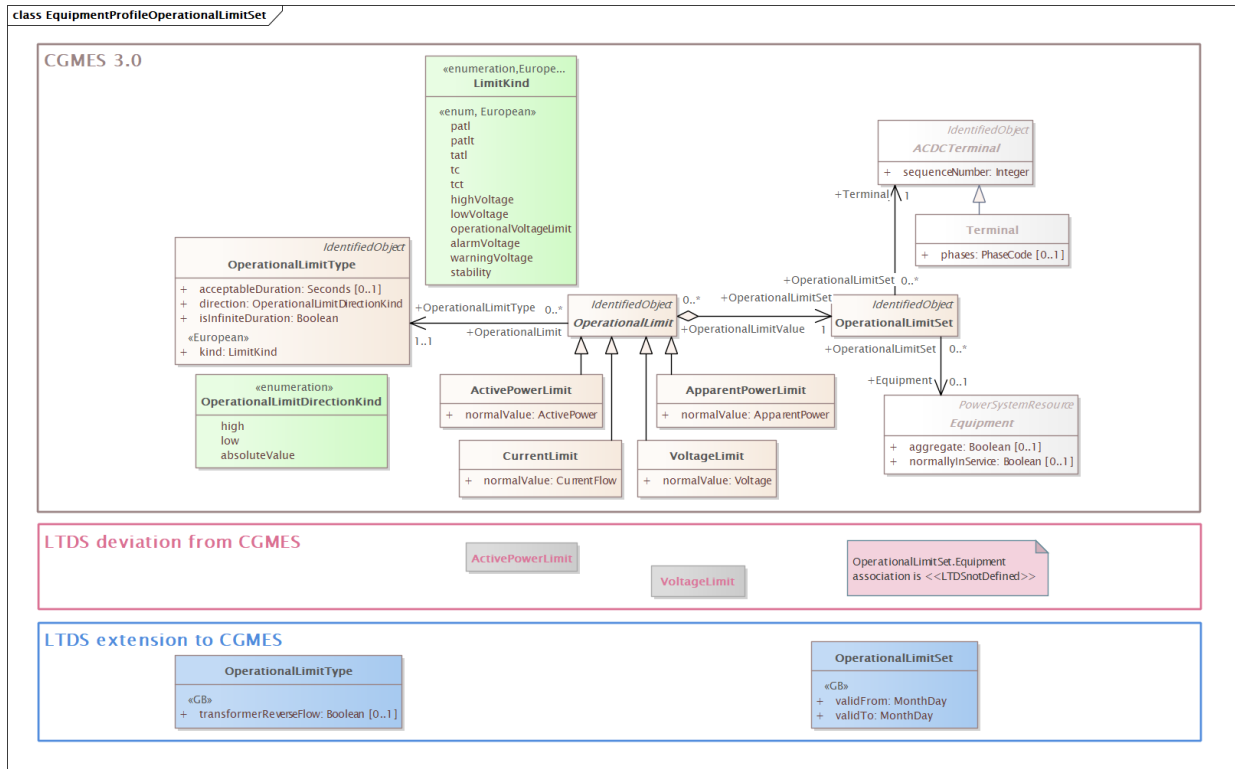 class EquipmentProfileOperationalLimitSet
CGMES 3.0
«enumeration,Europe...
LimitKind
«enum, European»
patl
patlt
tatl
tc
tct
highVoltage
lowVoltage
operationalVoltageLimit
alarmVoltage
warningVoltage
stability
IdentifiedObject
ACDCTerminal
+ sequenceNumber: Integer
+Terminal 1
Terminal
+ phases: PhaseCode [0..1]
IdentifiedObject
OperationalLimitType
+ acceptableDuration: Seconds [0..1]
+ direction: OperationalLimitDirectionKind
+ isInfiniteDuration: Boolean
«European»
+ kind: LimitKind
+OperationalLimitType 0..*
1..1 +OperationalLimit
IdentifiedObject
OperationalLimit
0..* +OperationalLimitSet
+OperationalLimitValue 1
+OperationalLimitSet 0..*
IdentifiedObject
OperationalLimitSet
+OperationalLimitSet 0..*
+Equipment 0..1
PowerSystemResource
Equipment
+ aggregate: Boolean [0..1]
+ normallyInService: Boolean [0..1]
«enumeration»
OperationalLimitDirectionKind
high
low
absoluteValue
ActivePowerLimit
+ normalValue: ActivePower
ApparentPowerLimit
+ normalValue: ApparentPower
CurrentLimit
+ normalValue: CurrentFlow
VoltageLimit
+ normalValue: Voltage
LTDS deviation from CGMES
ActivePowerLimit
VoltageLimit
OperationalLimitSet.Equipment
association is <<LTDSnotDefined>>
LTDS extension to CGMES
OperationalLimitType
«GB»
+ transformerReverseFlow: Boolean [0..1]
OperationalLimitSet
«GB»
+ validFrom: MonthDay
+ validTo: MonthDay